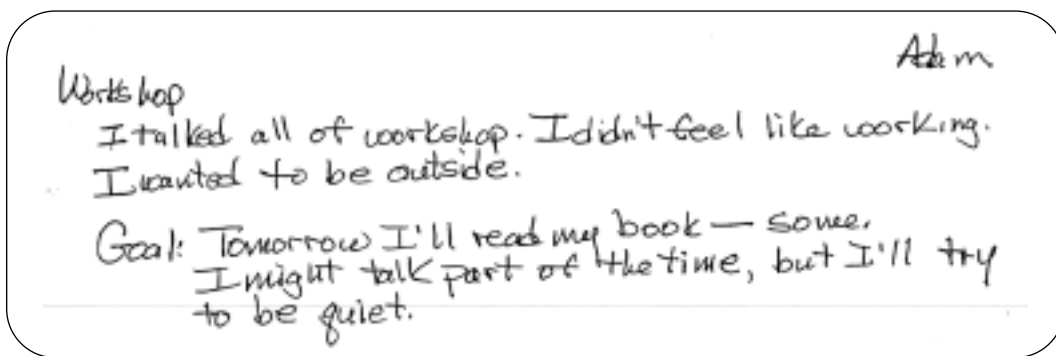 Adam
Workshop
I talked all of workshop. I didn't feel like working.
I wanted to be outside.
Goal: Tomorrow I'll read my book — some.
I might talk part of the time, but I'll try
to be quiet.